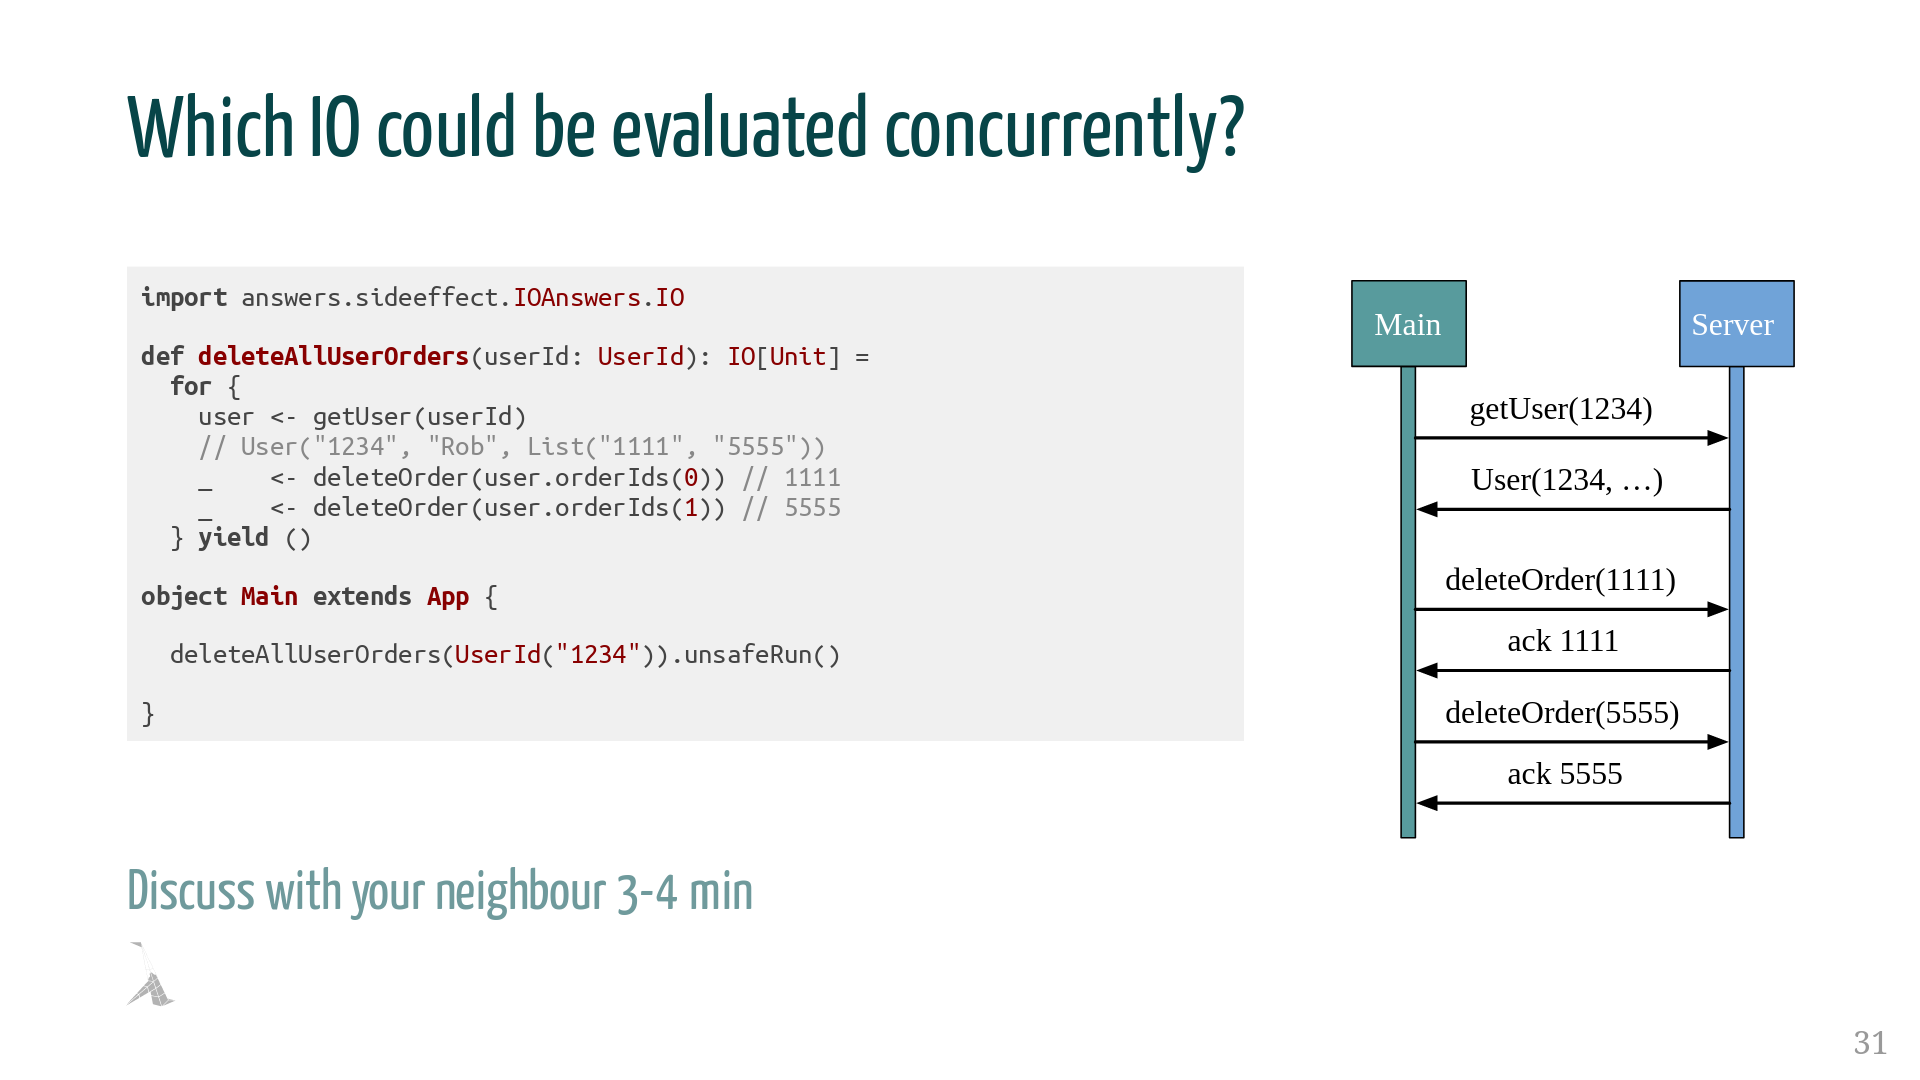 Which IO could be evaluated concurrently?
import answers.sideeffect.IOAnswers.IO
def deleteAllUserOrders(userId: UserId): IO[Unit] =
  for {
    user <- getUser(userId)
    // User("1234", "Rob", List("1111", "5555"))
    _    <- deleteOrder(user.orderIds(0)) // 1111
    _    <- deleteOrder(user.orderIds(1)) // 5555
  } yield ()
object Main extends App {
  deleteAllUserOrders(UserId("1234")).unsafeRun()
}
Main
Server
getUser(1234)
User(1234, …)
deleteOrder(1111)
ack 1111
deleteOrder(5555)
ack 5555
Discuss with your neighbour 3-4 min
31